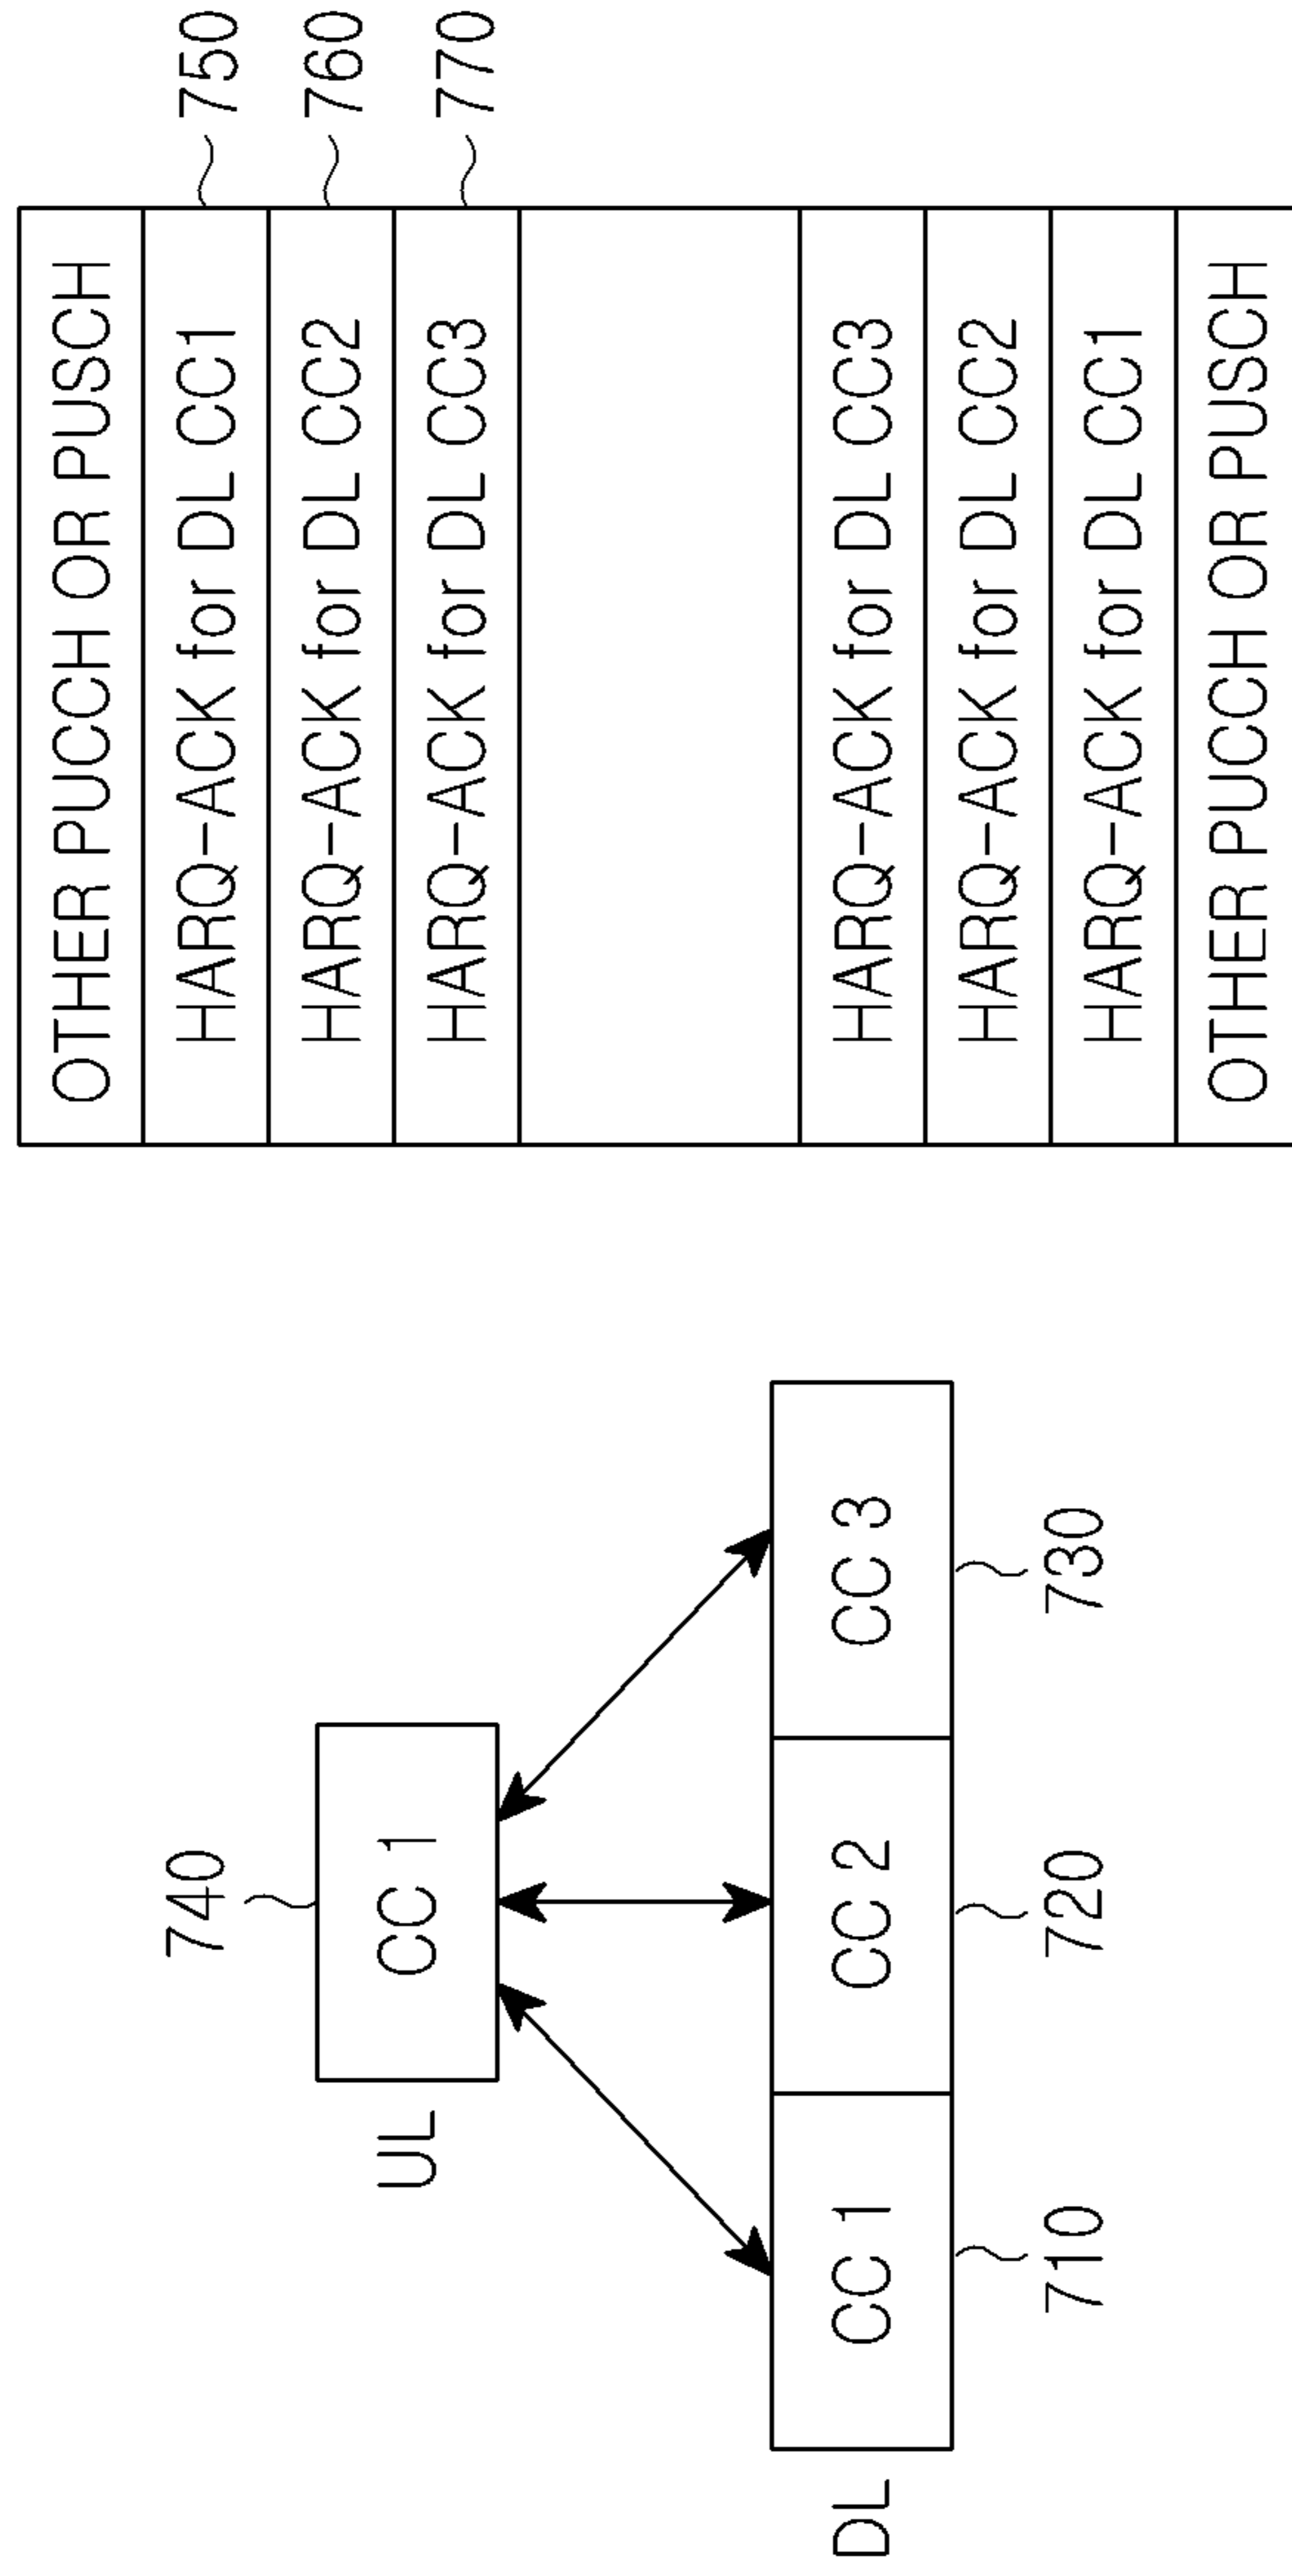 740
UL
CC 1
DL
CC 1
CC 2
CC 3
710
720
730
OTHER PUCCH OR PUSCH
HARQ-ACK for DL CC1
750
HARQ-ACK for DL CC2
760
HARQ-ACK for DL CC3
770
HARQ-ACK for DL CC3
HARQ-ACK for DL CC2
HARQ-ACK for DL CC1
OTHER PUCCH OR PUSCH